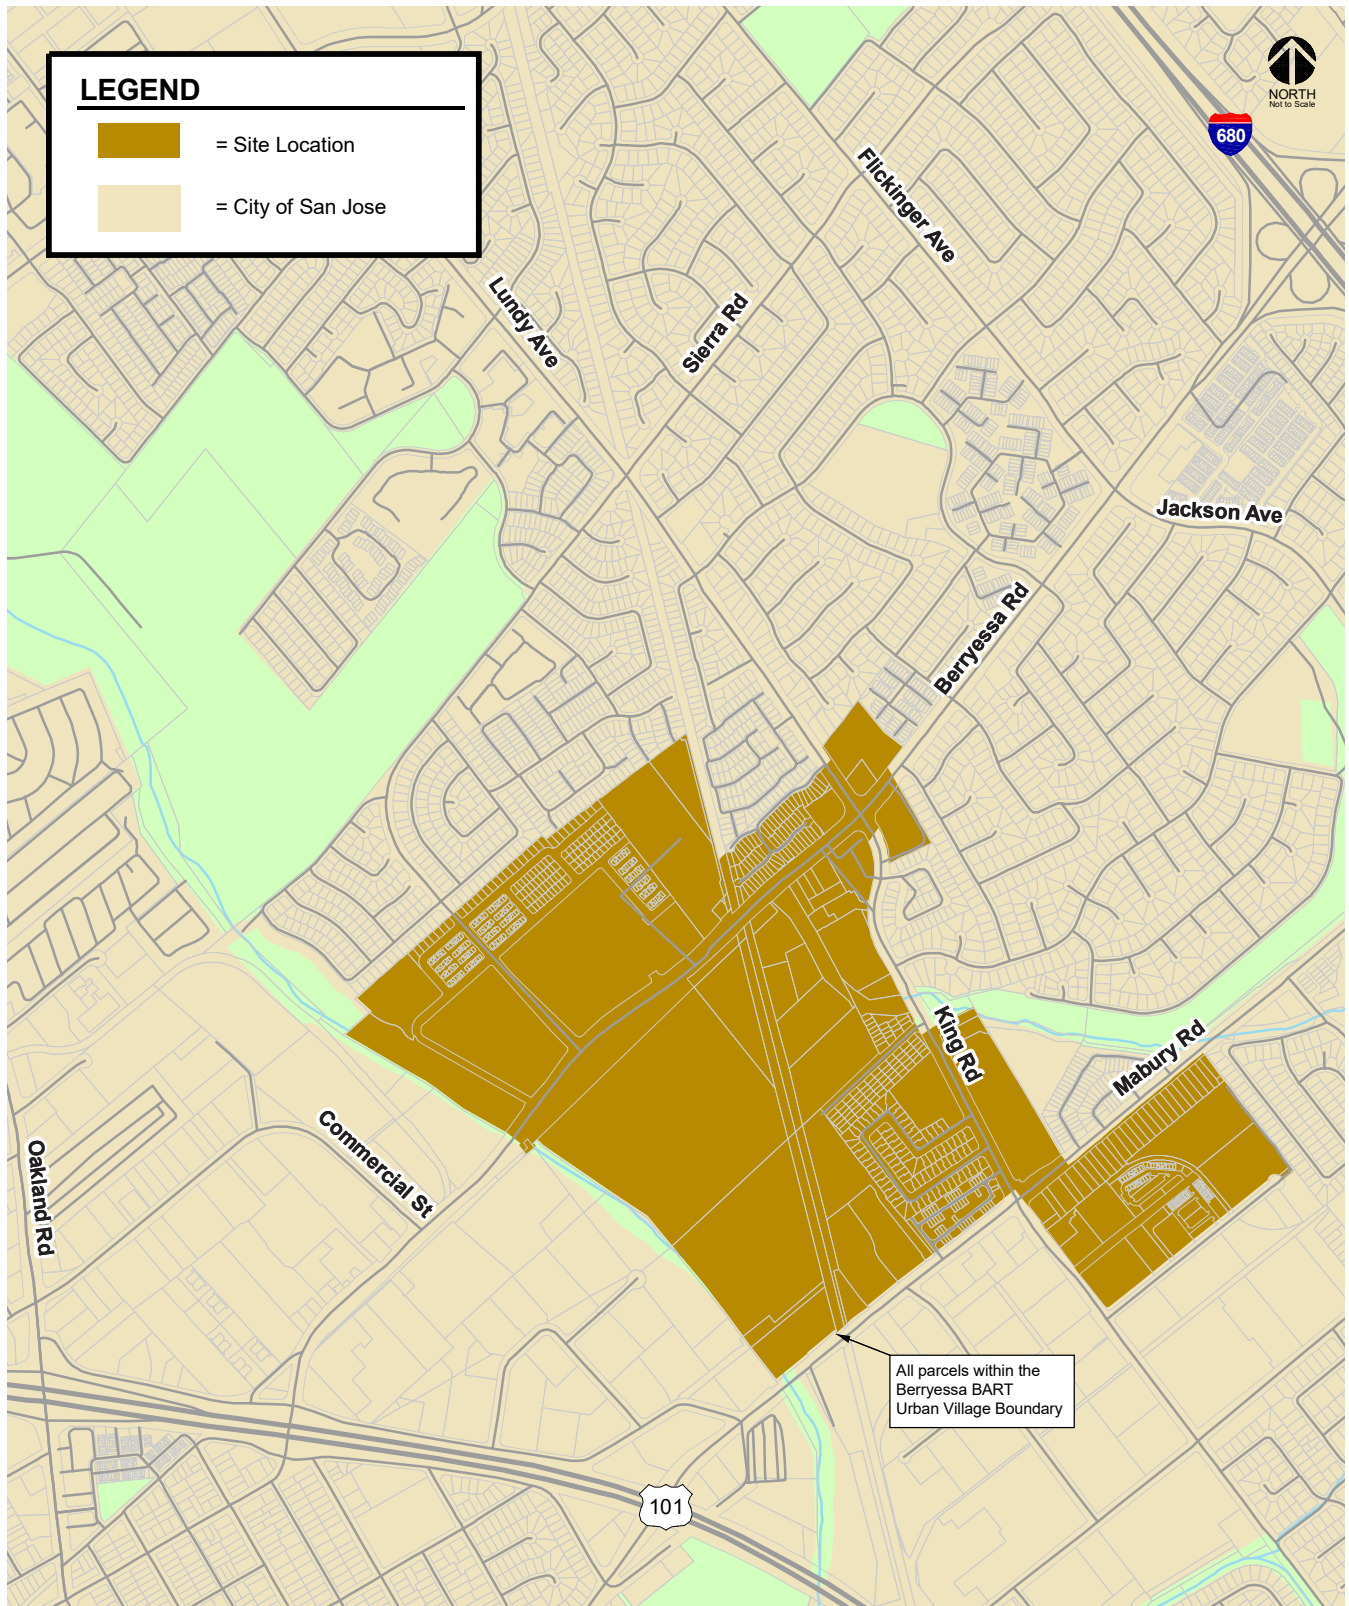 LEGEND
= Site Location
= City of San Jose
NORTH
Not to Scale
680
Flickinger Ave
Lundy Ave
Sierra Rd
Jackson Ave
Berryessa Rd
King Rd
Mabury Rd
Commercial St
Oakland Rd
All parcels within the
Berryessa BART
Urban Village Boundary
101